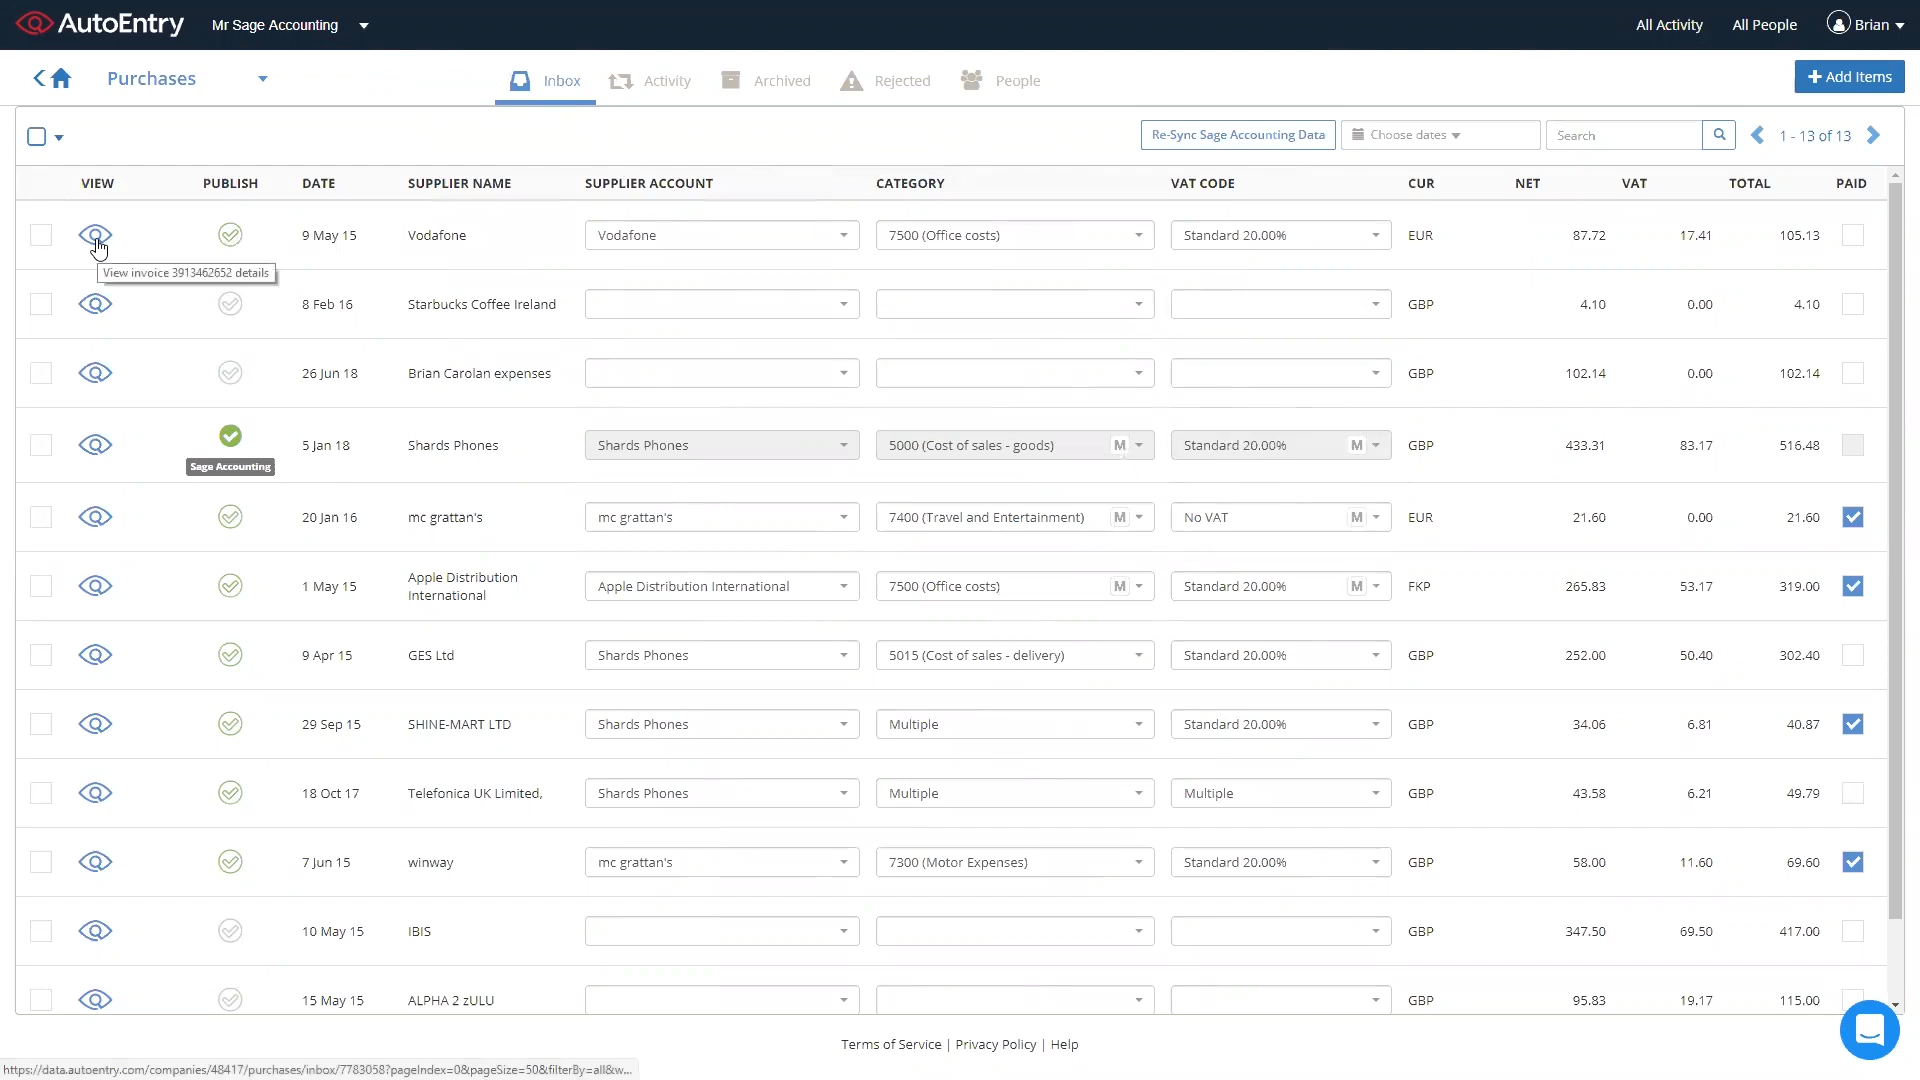 AutoEntry Mr Sage Accounting All Activity All People Brian
Purchases Inbox Activity Archived Rejected People + Add Items
Re-Sync Sage Accounting Data Choose dates Search 1 - 13 of 13
VIEW PUBLISH DATE SUPPLIER NAME SUPPLIER ACCOUNT CATEGORY VAT CODE CUR NET VAT TOTAL PAID
9 May 15 Vodafone Vodafone 7500 (Office costs) Standard 20.00% EUR 87.72 17.41 105.13
View invoice 3913462652 details
8 Feb 16 Starbucks Coffee Ireland GBP 4.10 0.00 4.10
26 Jun 18 Brian Carolan expenses GBP 102.14 0.00 102.14
5 Jan 18 Shards Phones Shards Phones 5000 (Cost of sales - goods) M Standard 20.00% M GBP 433.31 83.17 516.48
Sage Accounting
20 Jan 16 mc grattan's mc grattan's 7400 (Travel and Entertainment) M No VAT M EUR 21.60 0.00 21.60
1 May 15 Apple Distribution International Apple Distribution International 7500 (Office costs) M Standard 20.00% M FKP 265.83 53.17 319.00
9 Apr 15 GES Ltd Shards Phones 5015 (Cost of sales - delivery) Standard 20.00% GBP 252.00 50.40 302.40
29 Sep 15 SHINE-MART LTD Shards Phones Multiple Standard 20.00% GBP 34.06 6.81 40.87
18 Oct 17 Telefonica UK Limited, Shards Phones Multiple Multiple GBP 43.58 6.21 49.79
7 Jun 15 winway mc grattan's 7300 (Motor Expenses) Standard 20.00% GBP 58.00 11.60 69.60
10 May 15 IBIS GBP 347.50 69.50 417.00
15 May 15 ALPHA 2 zULU GBP 95.83 19.17 115.00
Terms of Service | Privacy Policy | Help
https://data.autoentry.com/companies/48417/purchases/inbox/7783058?pageIndex=0&pageSize=50&filterBy=all&w...